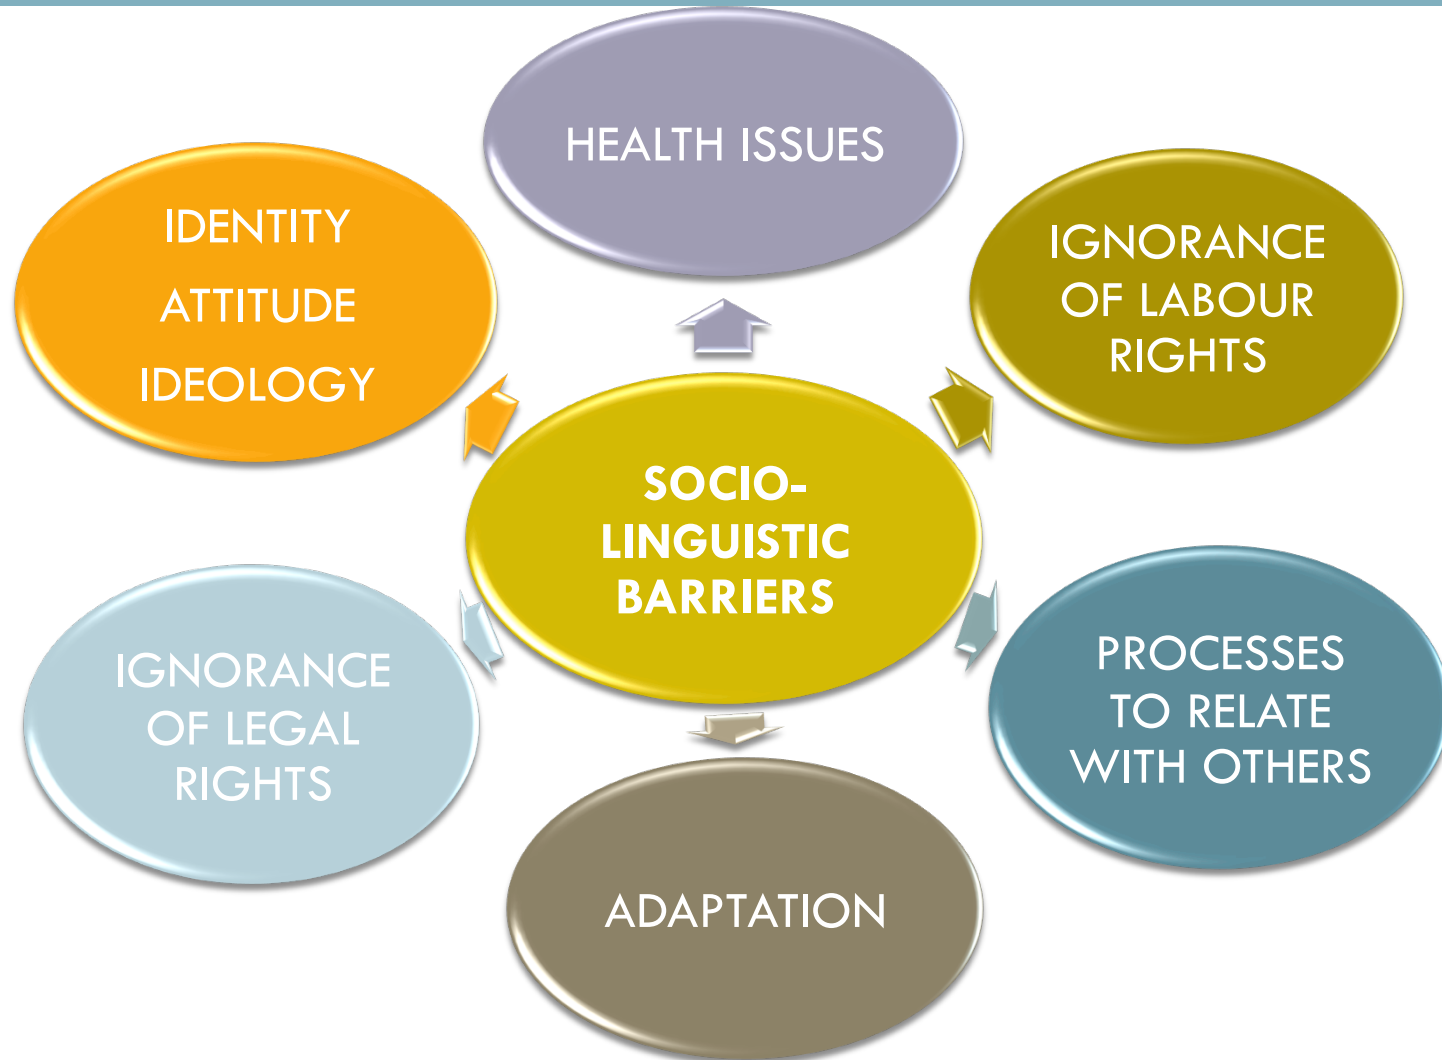 HEALTH ISSUES
IDENTITY
ATTITUDE
IDEOLOGY
IGNORANCE
OF LABOUR
RIGHTS
SOCIO-
LINGUISTIC
BARRIERS
IGNORANCE
OF LEGAL
RIGHTS
PROCESSES
TO RELATE
WITH OTHERS
ADAPTATION